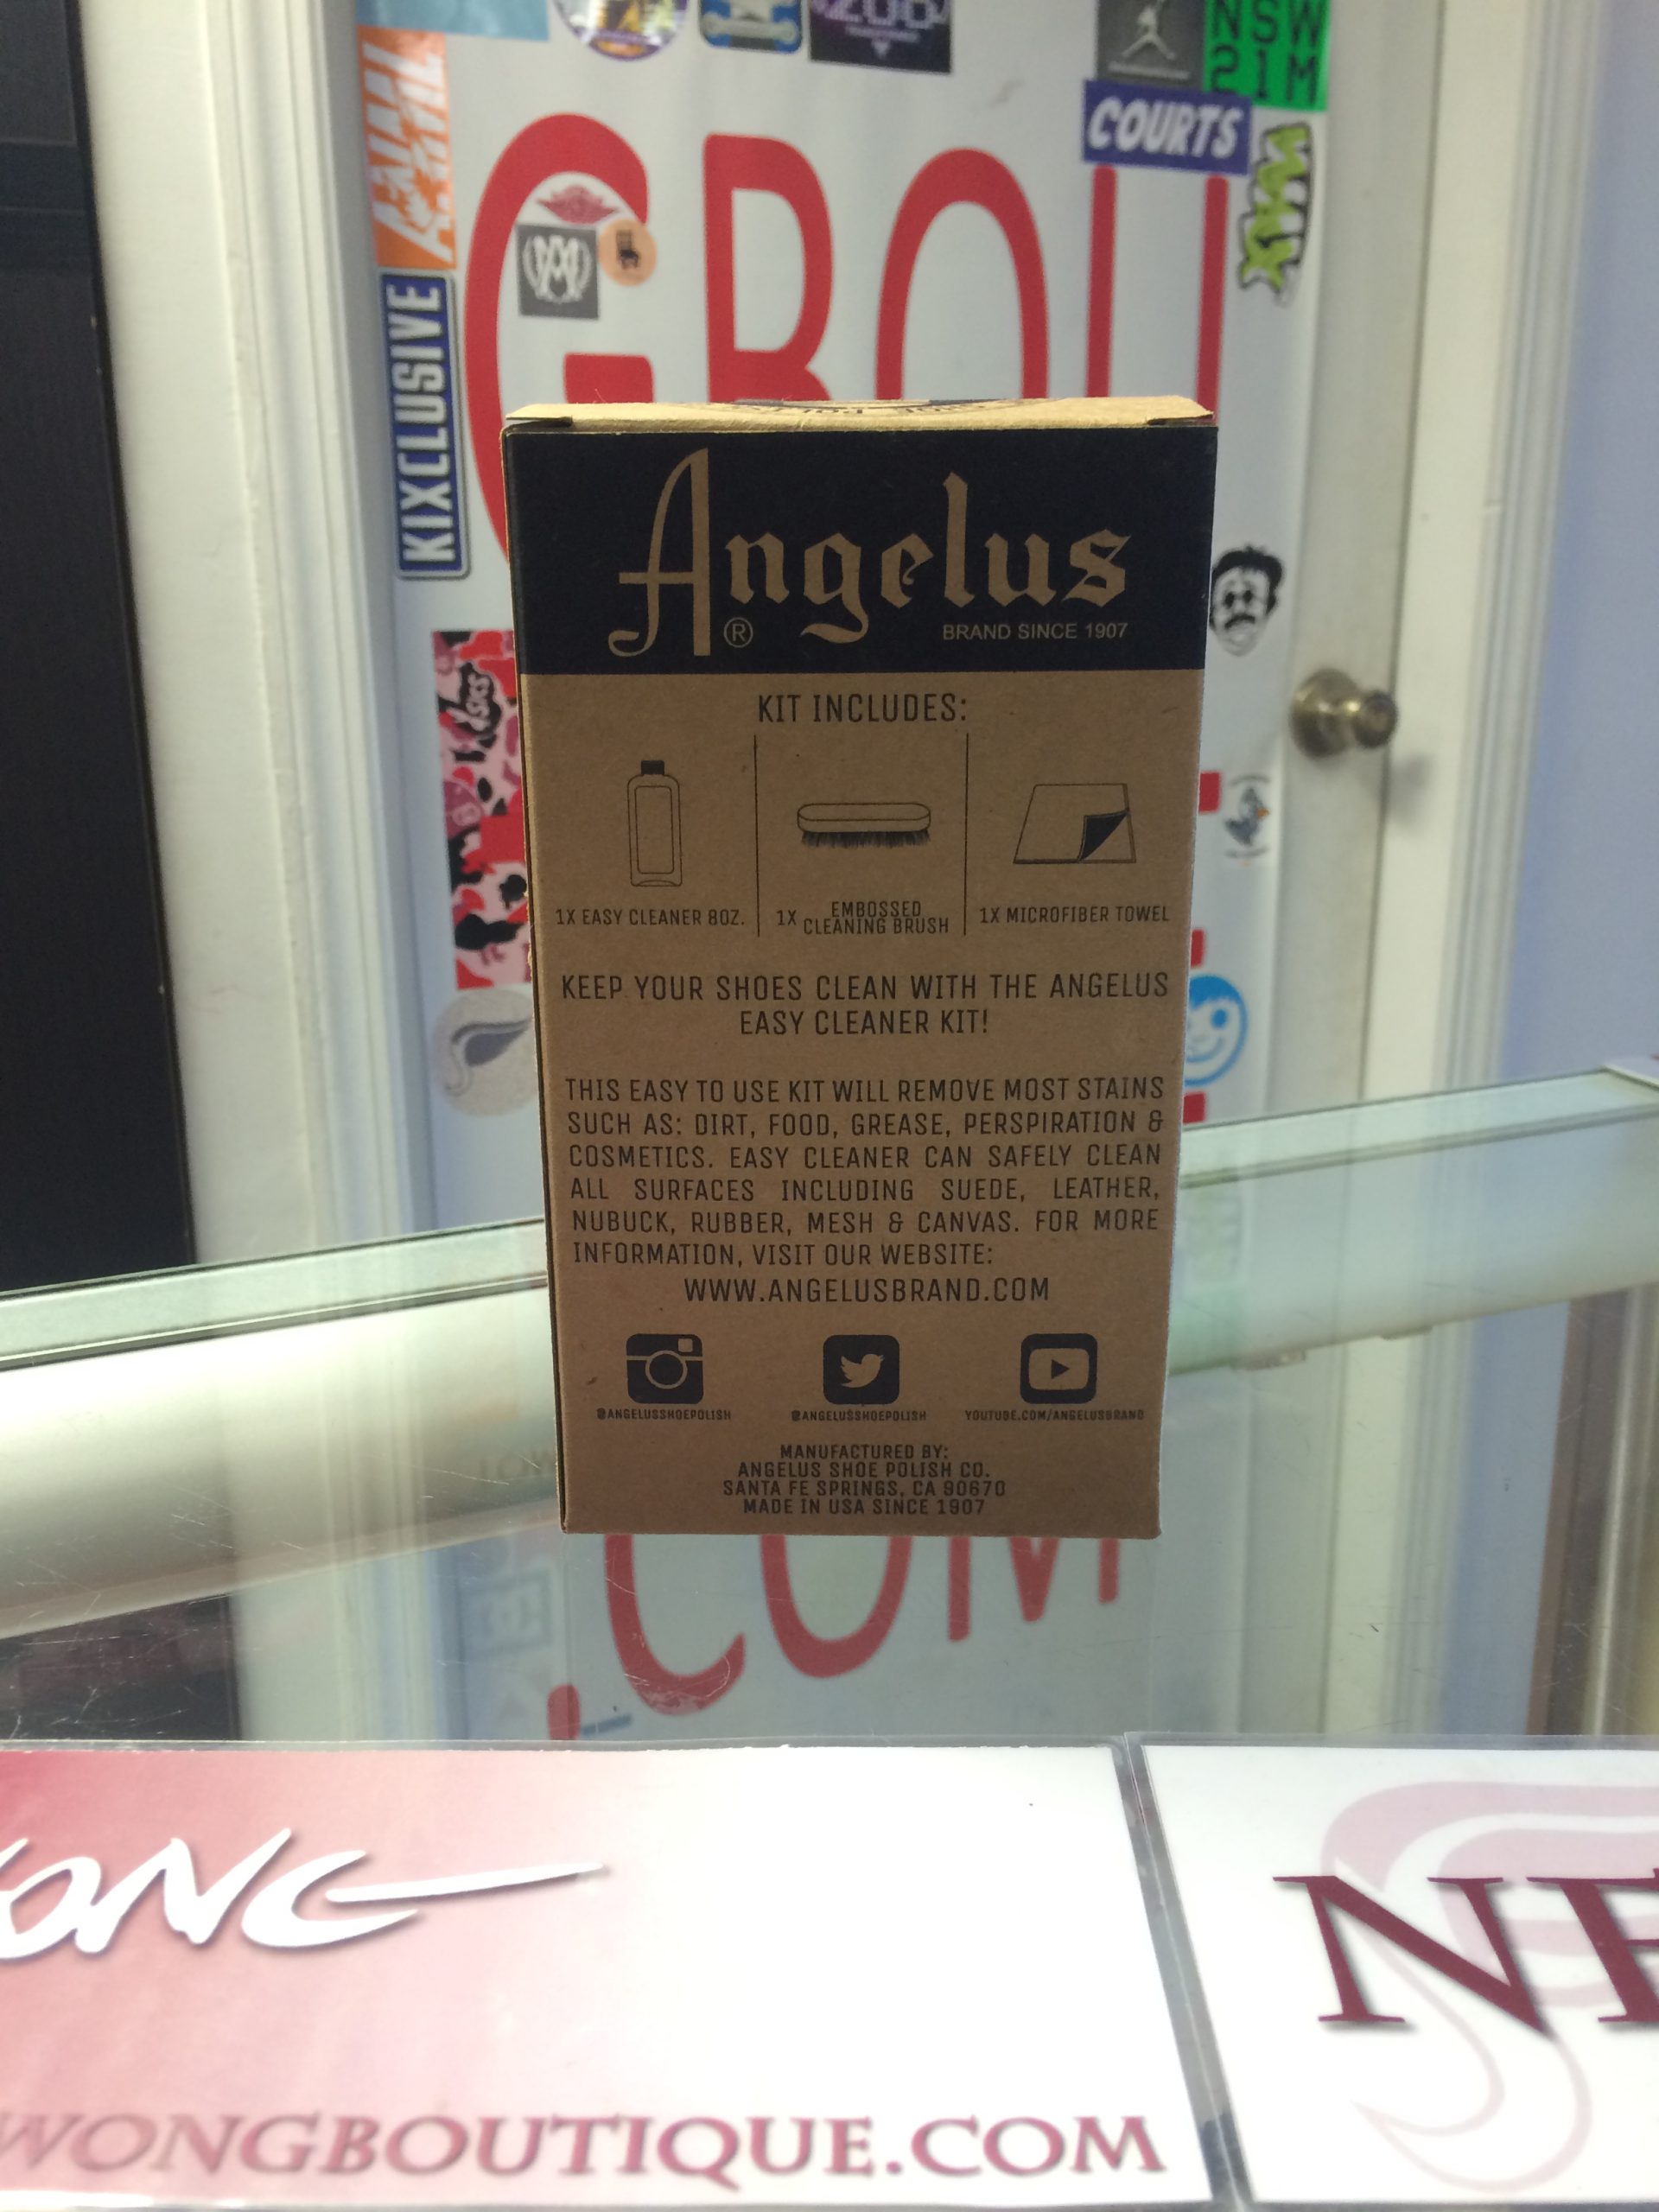 NSW
21M
COURTS
KIXCLUSIVE
Angelus
®
BRAND SINCE 1907
KIT INCLUDES:
1X EASY CLEANER 8OZ.
1X EMBOSSED
CLEANING BRUSH
1X MICROFIBER TOWEL
KEEP YOUR SHOES CLEAN WITH THE ANGELUS
EASY CLEANER KIT!
THIS EASY TO USE KIT WILL REMOVE MOST STAINS
SUCH AS: DIRT, FOOD, GREASE, PERSPIRATION &
COSMETICS. EASY CLEANER CAN SAFELY CLEAN
ALL SURFACES INCLUDING SUEDE, LEATHER,
NUBUCK, RUBBER, MESH & CANVAS. FOR MORE
INFORMATION, VISIT OUR WEBSITE:
WWW.ANGELUSBRAND.COM
@ANGELUSSHOEPOLISH
@ANGELUSSHOEPOLISH
YOUTUBE.COM/ANGELUSBRAND
MANUFACTURED BY:
ANGELUS SHOE POLISH CO.
SANTA FE SPRINGS, CA 90670
MADE IN USA SINCE 1907
.COM
WONGBOUTIQUE.COM